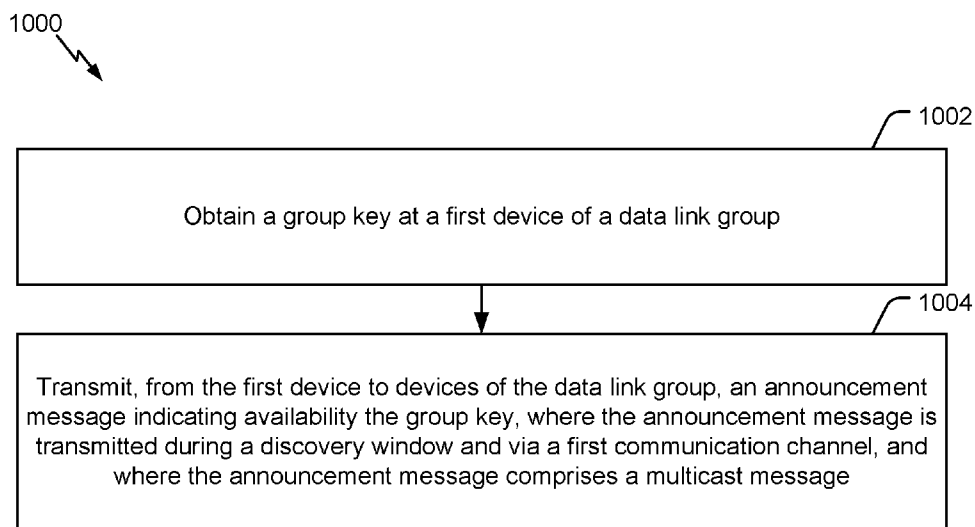 1000
1002
Obtain a group key at a first device of a data link group
1004
Transmit, from the first device to devices of the data link group, an announcement
message indicating availability the group key, where the announcement message is
transmitted during a discovery window and via a first communication channel, and
where the announcement message comprises a multicast message